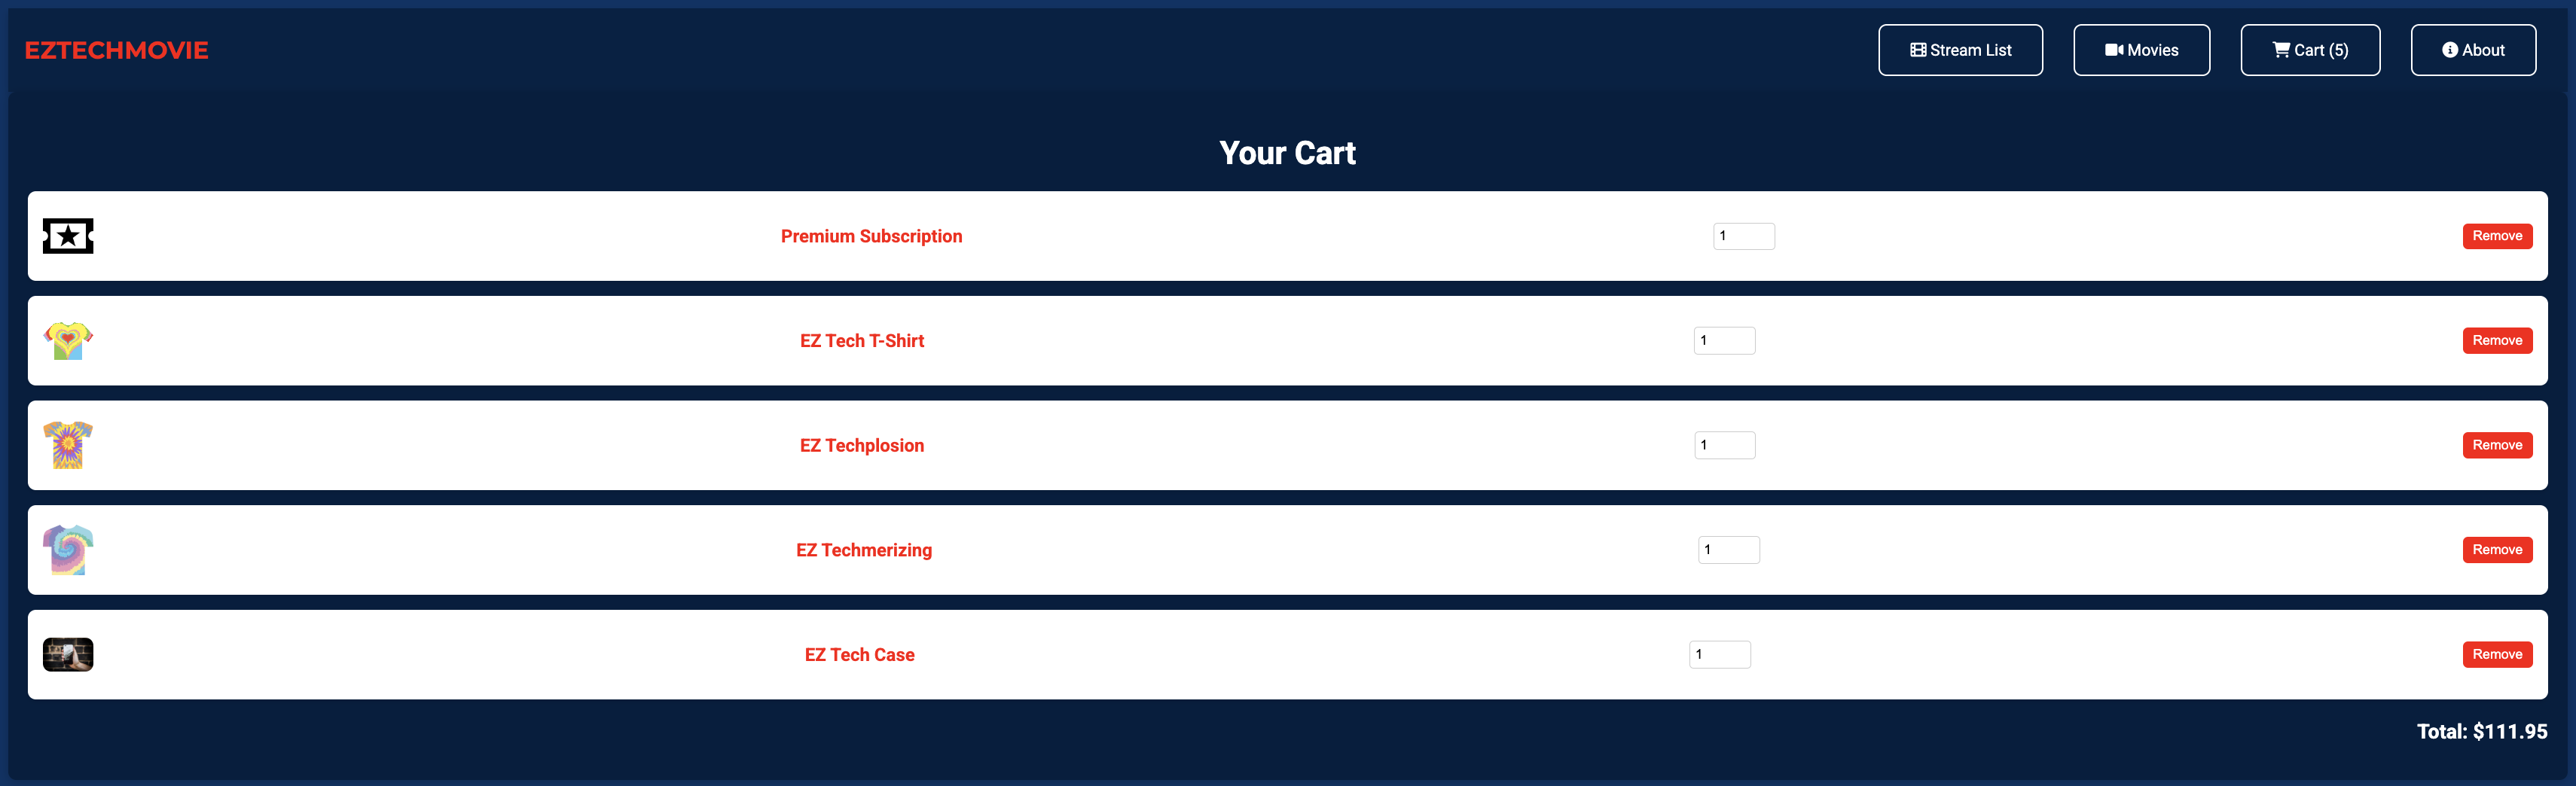 EZTECHMOVIE
Stream List
Movies
Cart (5)
About
Your Cart
Premium Subscription
1
Remove
EZ Tech T-Shirt
1
Remove
EZ Techplosion
1
Remove
EZ Techmerizing
1
Remove
EZ Tech Case
1
Remove
Total: $111.95